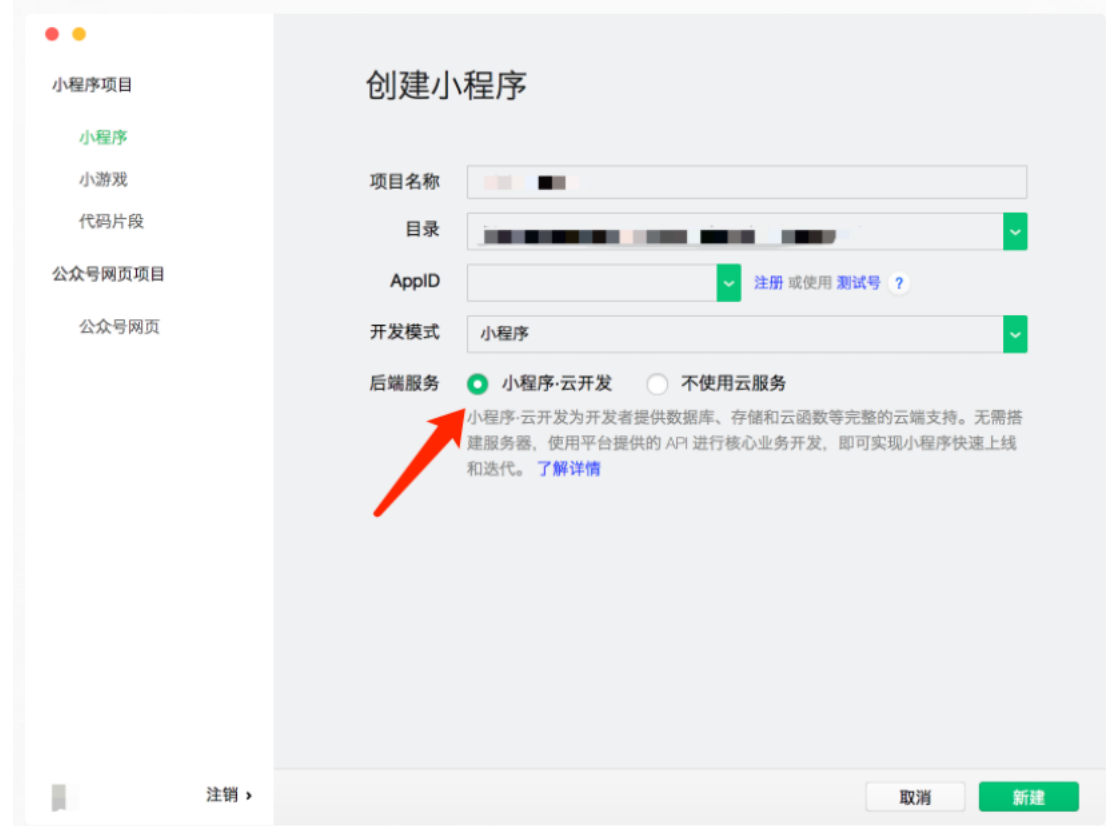 小程序项目
小程序
小游戏
代码片段
公众号网页项目
公众号网页
注销 ›
创建小程序
项目名称
目录
AppID
注册 或使用 测试号 ?
开发模式
小程序
后端服务
小程序·云开发 不使用云服务
小程序·云开发为开发者提供数据库、存储和云函数等完整的云端支持。无需搭
建服务器，使用平台提供的 API 进行核心业务开发，即可实现小程序快速上线
和迭代。 了解详情
取消
新建